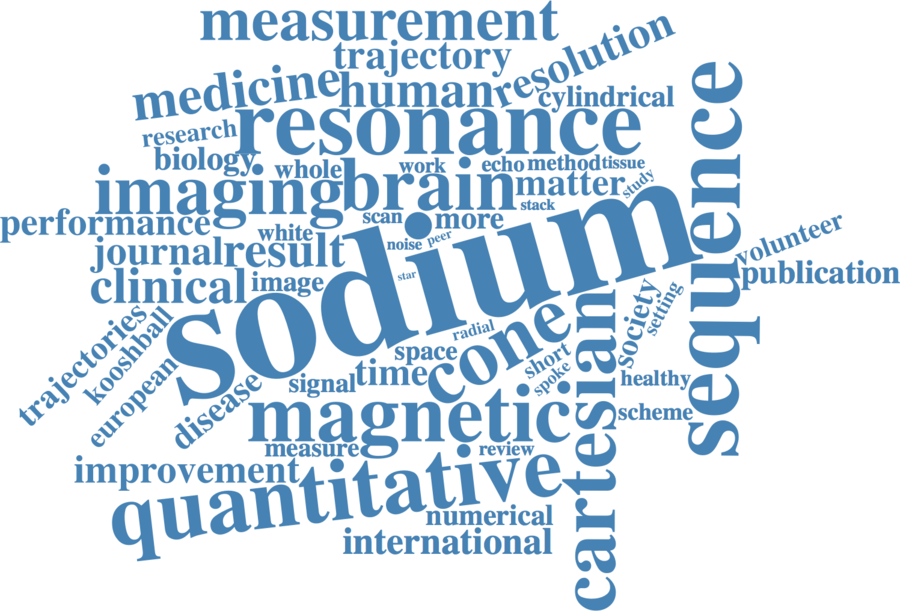 measurement
trajectory
resolution
medicine
human
cylindrical
research
resonance
sequence
biology
whole
work
echo
method
tissue
imaging
brain
matter
study
stack
performance
scan
more
white
noise
peer
journal
result
volunteer
sodium
star
publication
clinical
image
society
setting
trajectories
kooshball
european
radial
cone
space
short
spoke
cartesian
disease
signal
time
healthy
magnetic
scheme
measure
review
improvement
quantitative
numerical
international